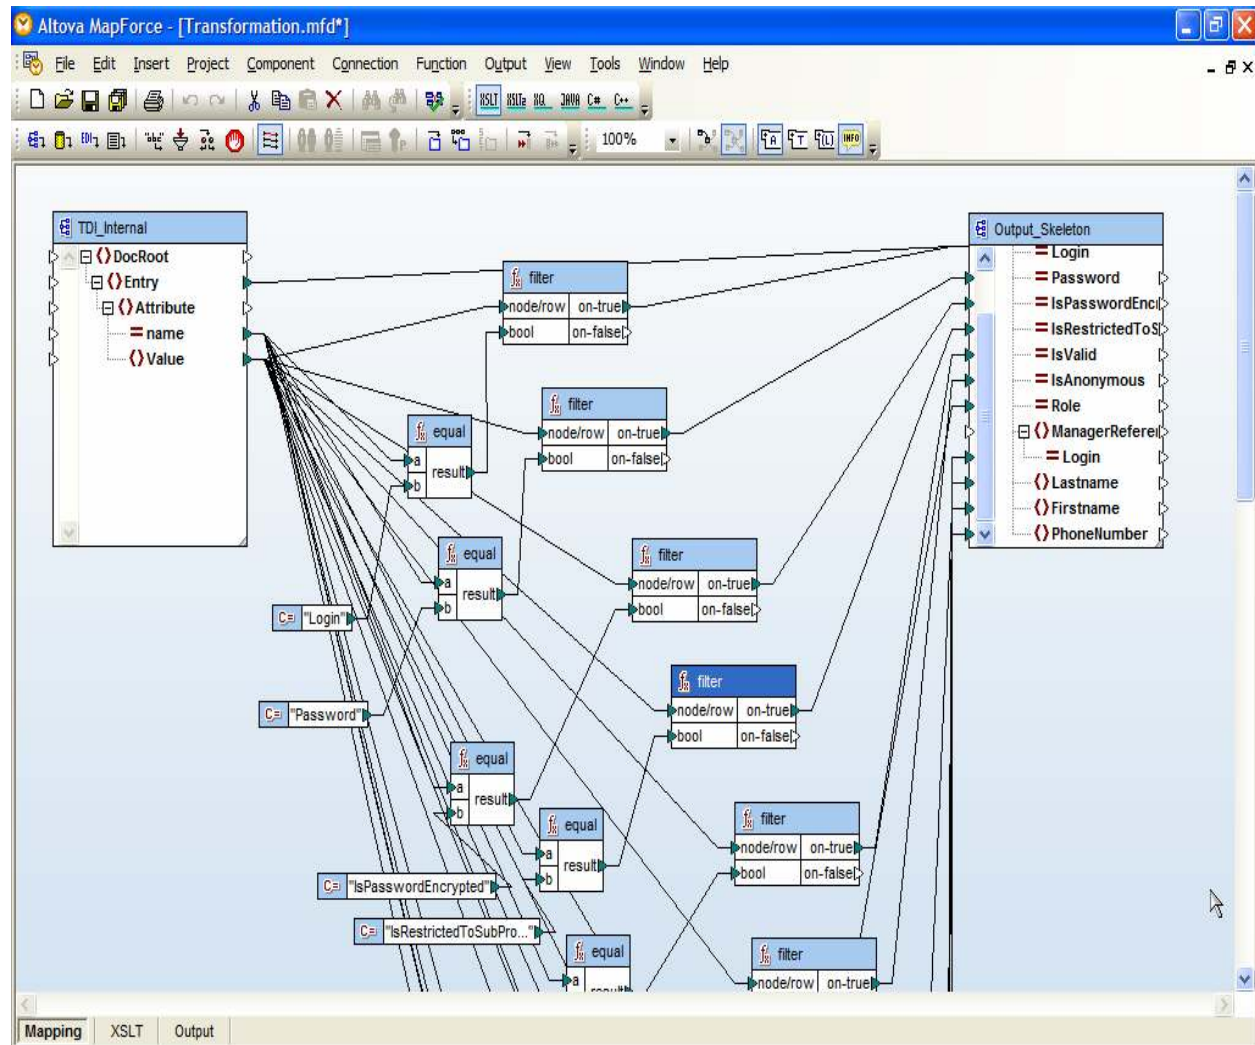 Altova MapForce - [Transformation.mfd*]
File Edit Insert Project Component Connection Function Output View Tools Window Help
XSLT XSLT2 XQ JAVA C# C++
100%
INFO
TDI_Internal
DocRoot
Entry
Attribute
= name
Value
filter
node/row on-true
bool on-false
filter
node/row on-true
bool on-false
equal
a
b
result
equal
a
b
result
filter
node/row on-true
bool on-false
C= "Login"
filter
node/row on-true
bool on-false
C= "Password"
equal
a
b
result
equal
a
b
result
filter
node/row on-true
bool on-false
C= "IsPasswordEncrypted"
C= "IsRestrictedToSubPro..."
equal
a
result
filter
node/row on-true
Output_Skeleton
= Login
= Password
= IsPasswordEnc
= IsRestrictedToS
= IsValid
= IsAnonymous
= Role
ManagerRefere
= Login
Lastname
Firstname
PhoneNumber
Mapping XSLT Output